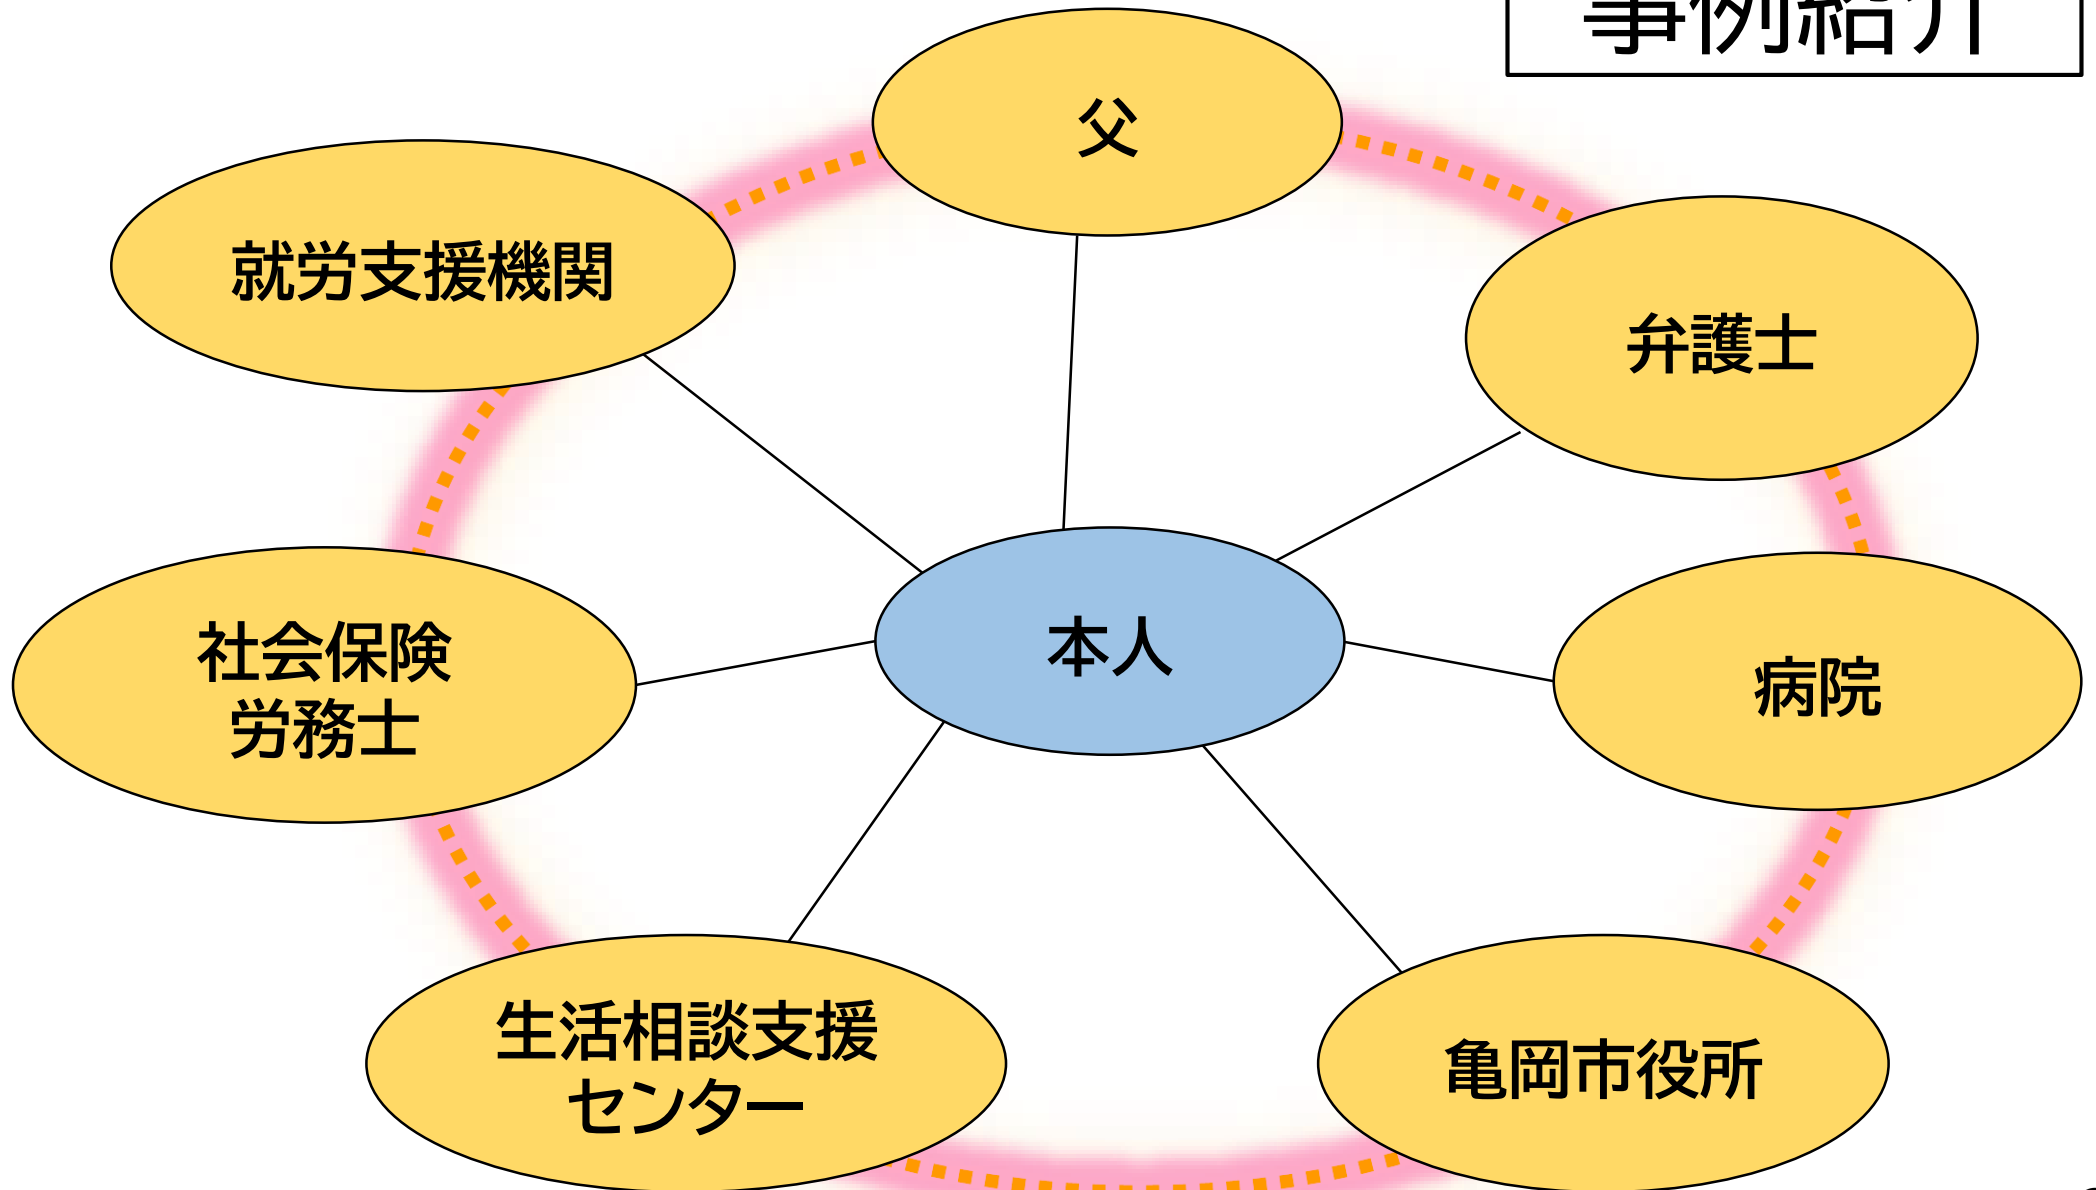 事例紹介
父
就労支援機関
弁護士
本人
社会保険
労務士
病院
生活相談支援
センター
亀岡市役所